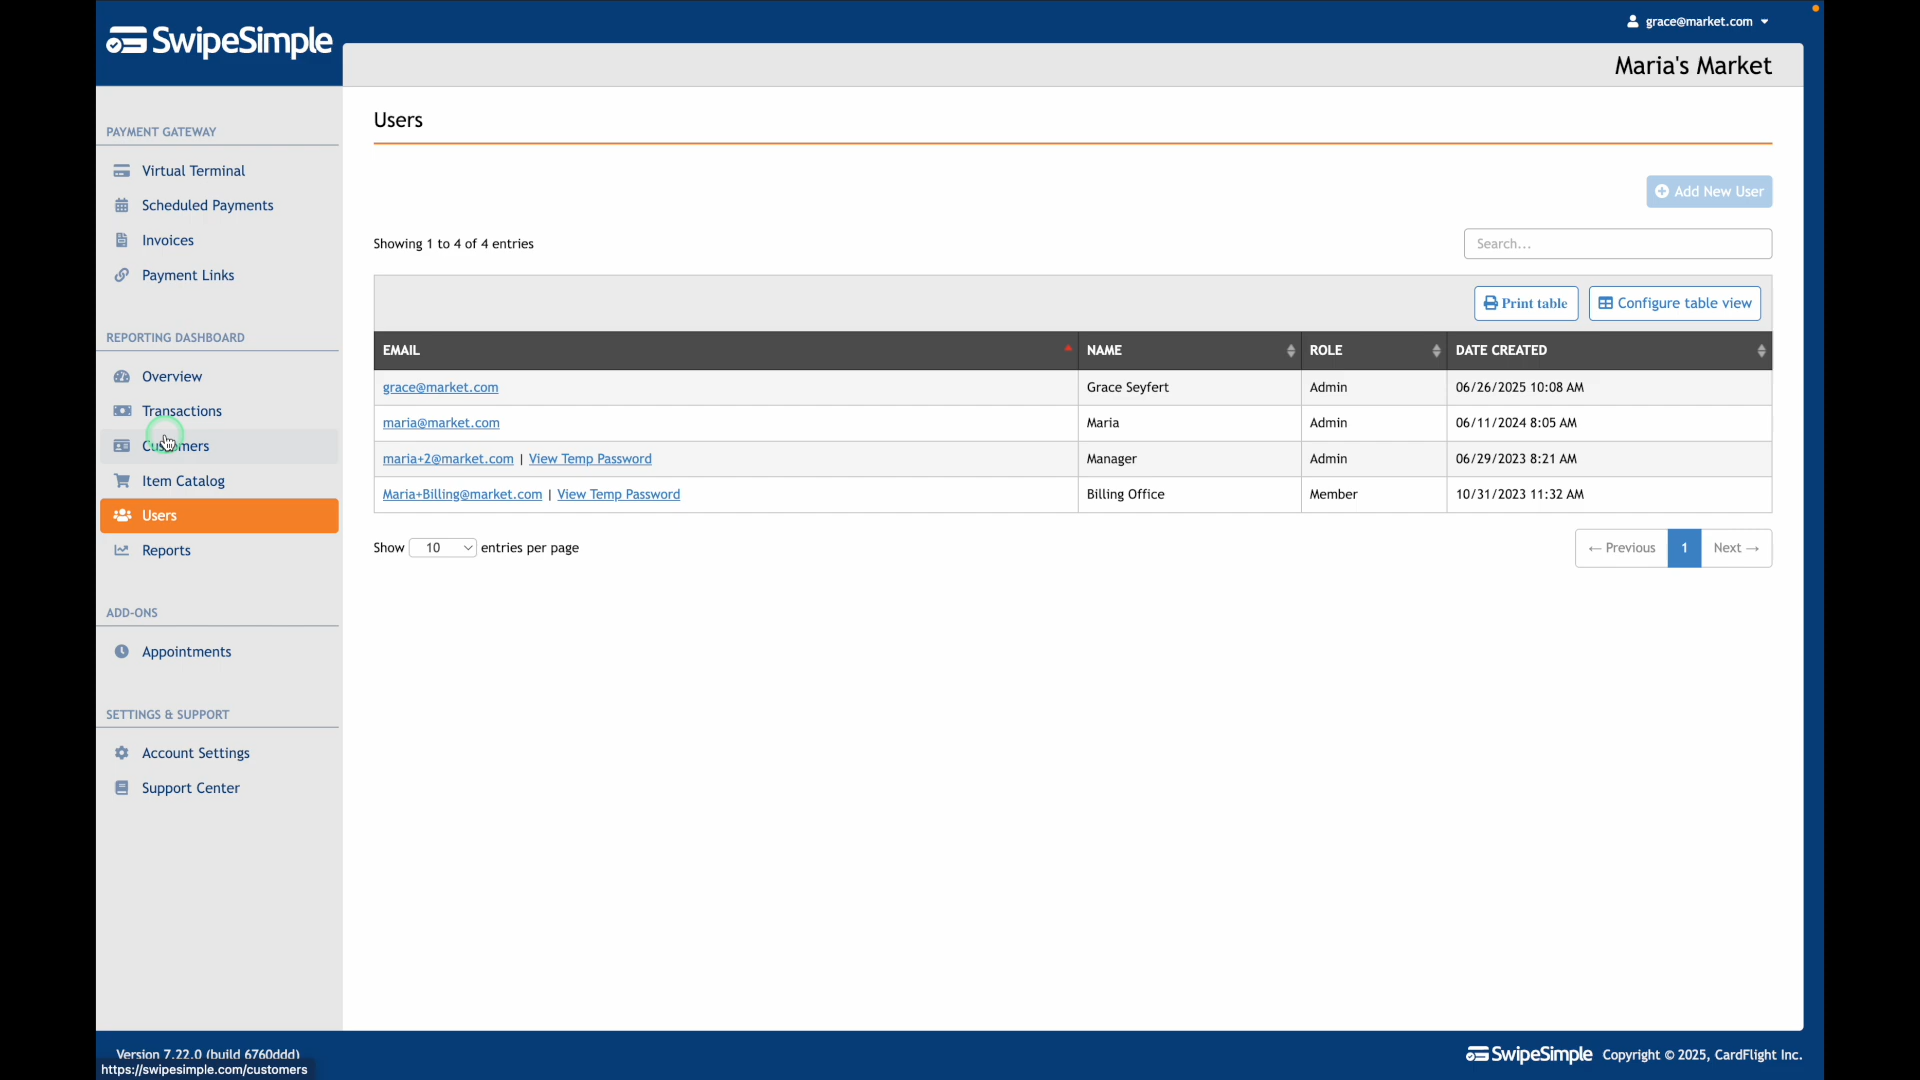 SwipeSimple
grace@market.com
Maria's Market
PAYMENT GATEWAY
Virtual Terminal
Scheduled Payments
Invoices
Payment Links
REPORTING DASHBOARD
Overview
Transactions
Customers
Item Catalog
Users
Reports
ADD-ONS
Appointments
SETTINGS & SUPPORT
Account Settings
Support Center
Users
Add New User
Showing 1 to 4 of 4 entries
Search...
Print table
Configure table view
EMAIL NAME ROLE DATE CREATED
grace@market.com Grace Seyfert Admin 06/26/2025 10:08 AM
maria@market.com Maria Admin 06/11/2024 8:05 AM
maria+2@market.com | View Temp Password Manager Admin 06/29/2023 8:21 AM
Maria+Billing@market.com | View Temp Password Billing Office Member 10/31/2023 11:32 AM
Show 10 entries per page
← Previous 1 Next →
Version 7.22.0 (build 6760ddd)
https://swipesimple.com/customers
SwipeSimple Copyright © 2025, CardFlight Inc.